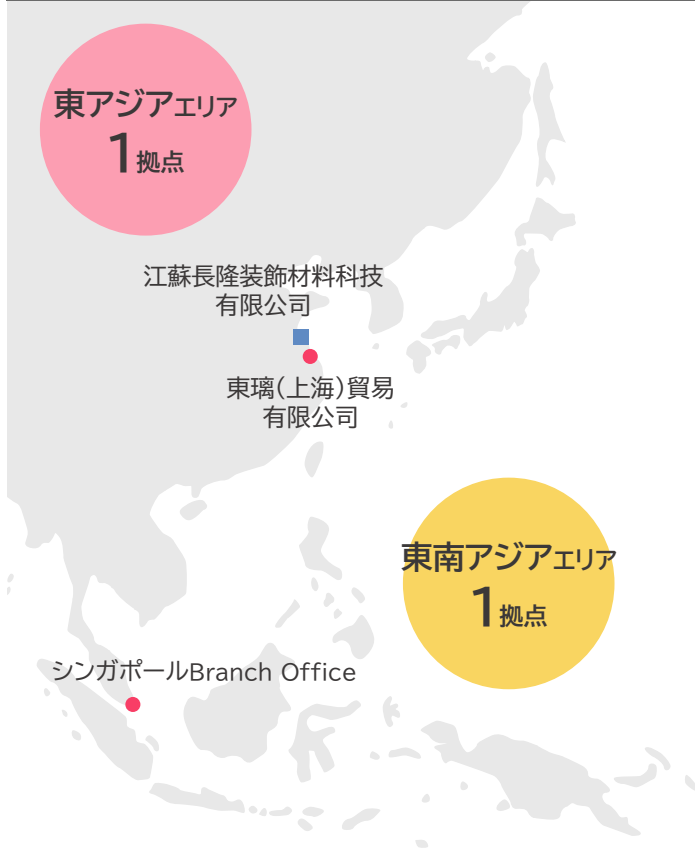 東アジアエリア
1拠点
江蘇長隆装飾材料科技
有限公司
東璃(上海)貿易
有限公司
東南アジアエリア
1拠点
シンガポールBranch Office